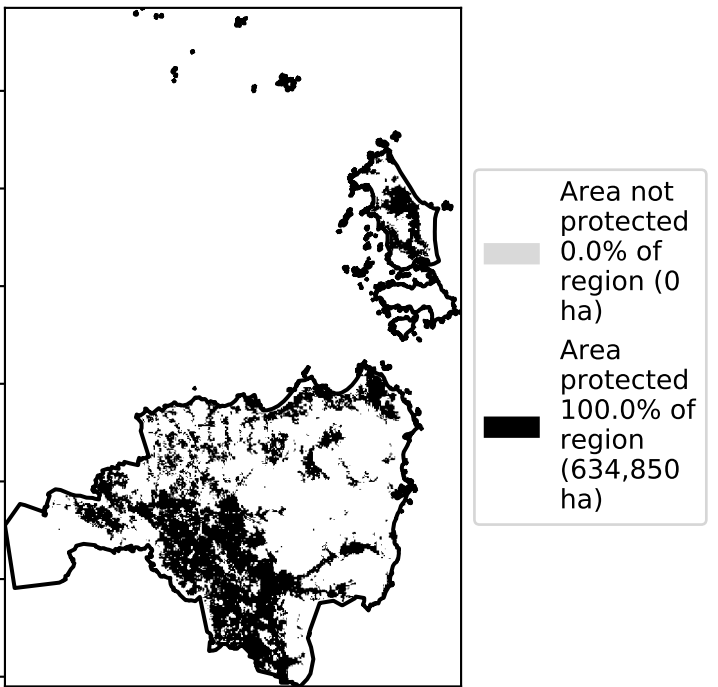 Area not
protected
0.0% of
region (0
ha)
Area
protected
100.0% of
region
(634,850
ha)